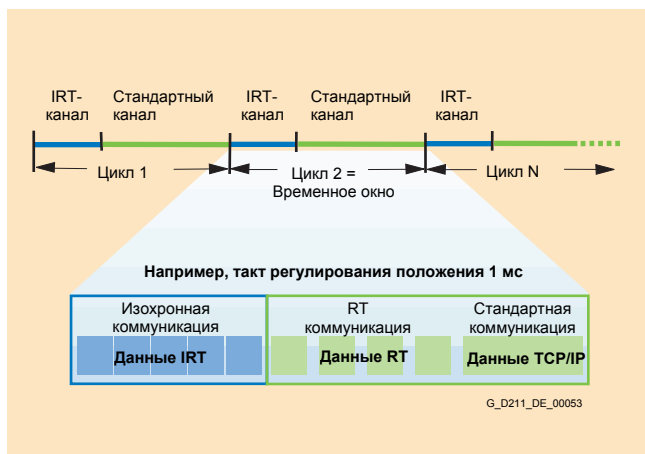 IRT-
канал
Стандартный
канал
IRT-
канал
Стандартный
канал
IRT-
канал
Цикл 1
Цикл 2 =
Временное окно
Цикл N
Например, такт регулирования положения 1 мс
Изохронная
коммуникация
RT
коммуникация
Стандартная
коммуникация
Данные IRT
Данные RT
Данные TCP/IP
G_D211_DE_00053